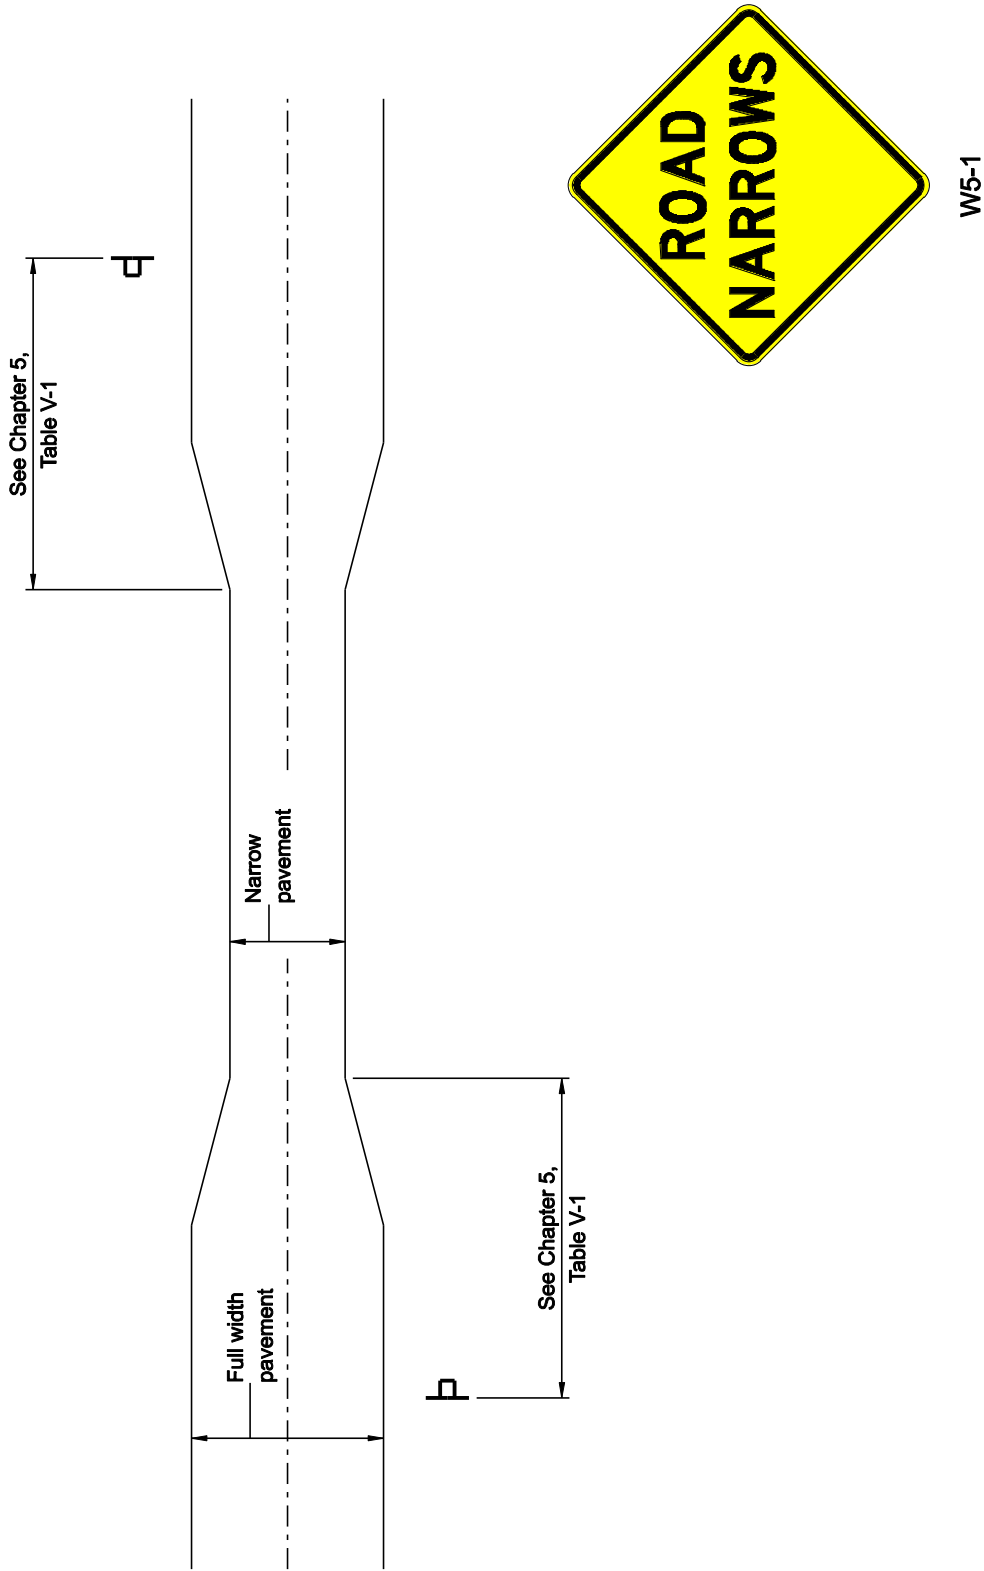 See Chapter 5,
Table V-1
Full width
pavement
Narrow
pavement
See Chapter 5,
Table V-1
ROAD
NARROWS
W5-1